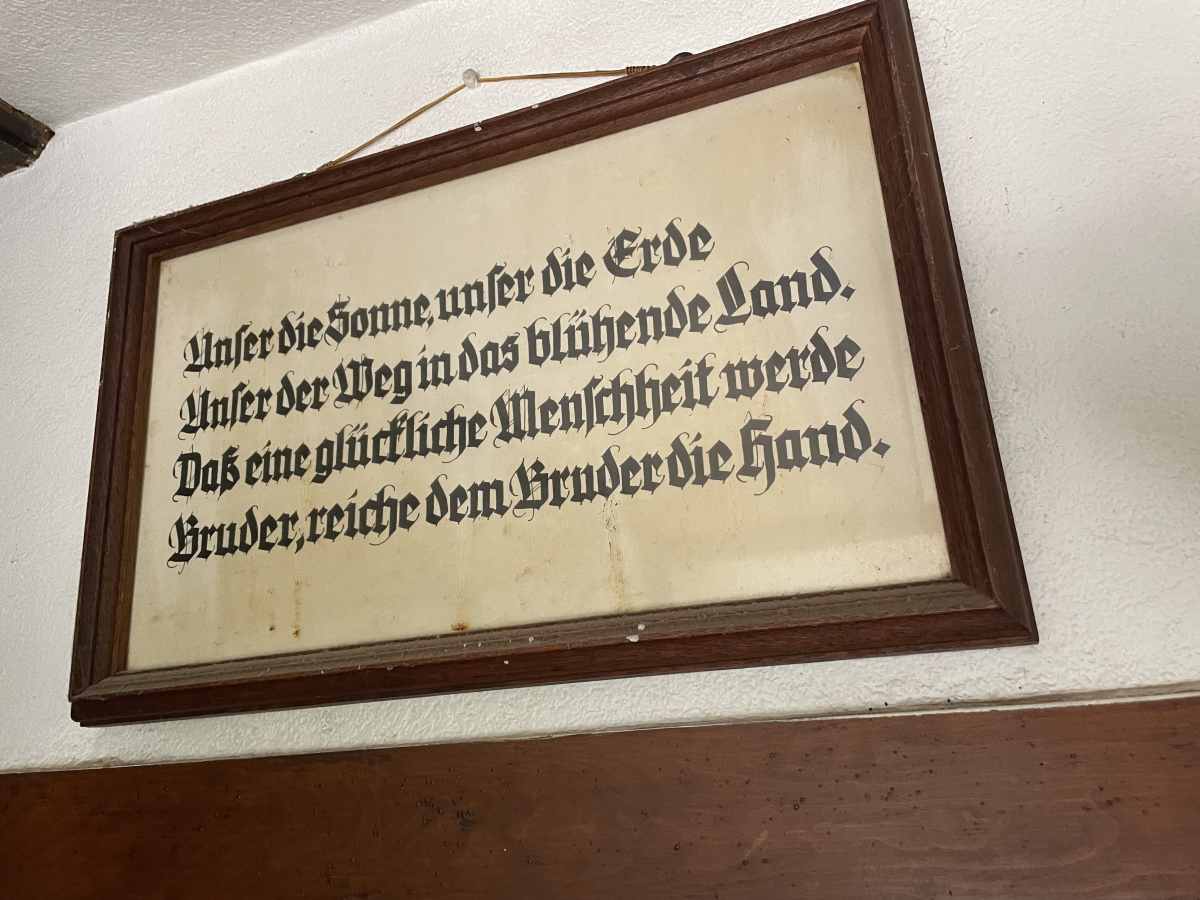 Unser die Sonne, unser die Erde
Unser der Weg in das blühende Land.
Daß eine glückliche Menschheit werde
Bruder, reiche dem Bruder die Hand.